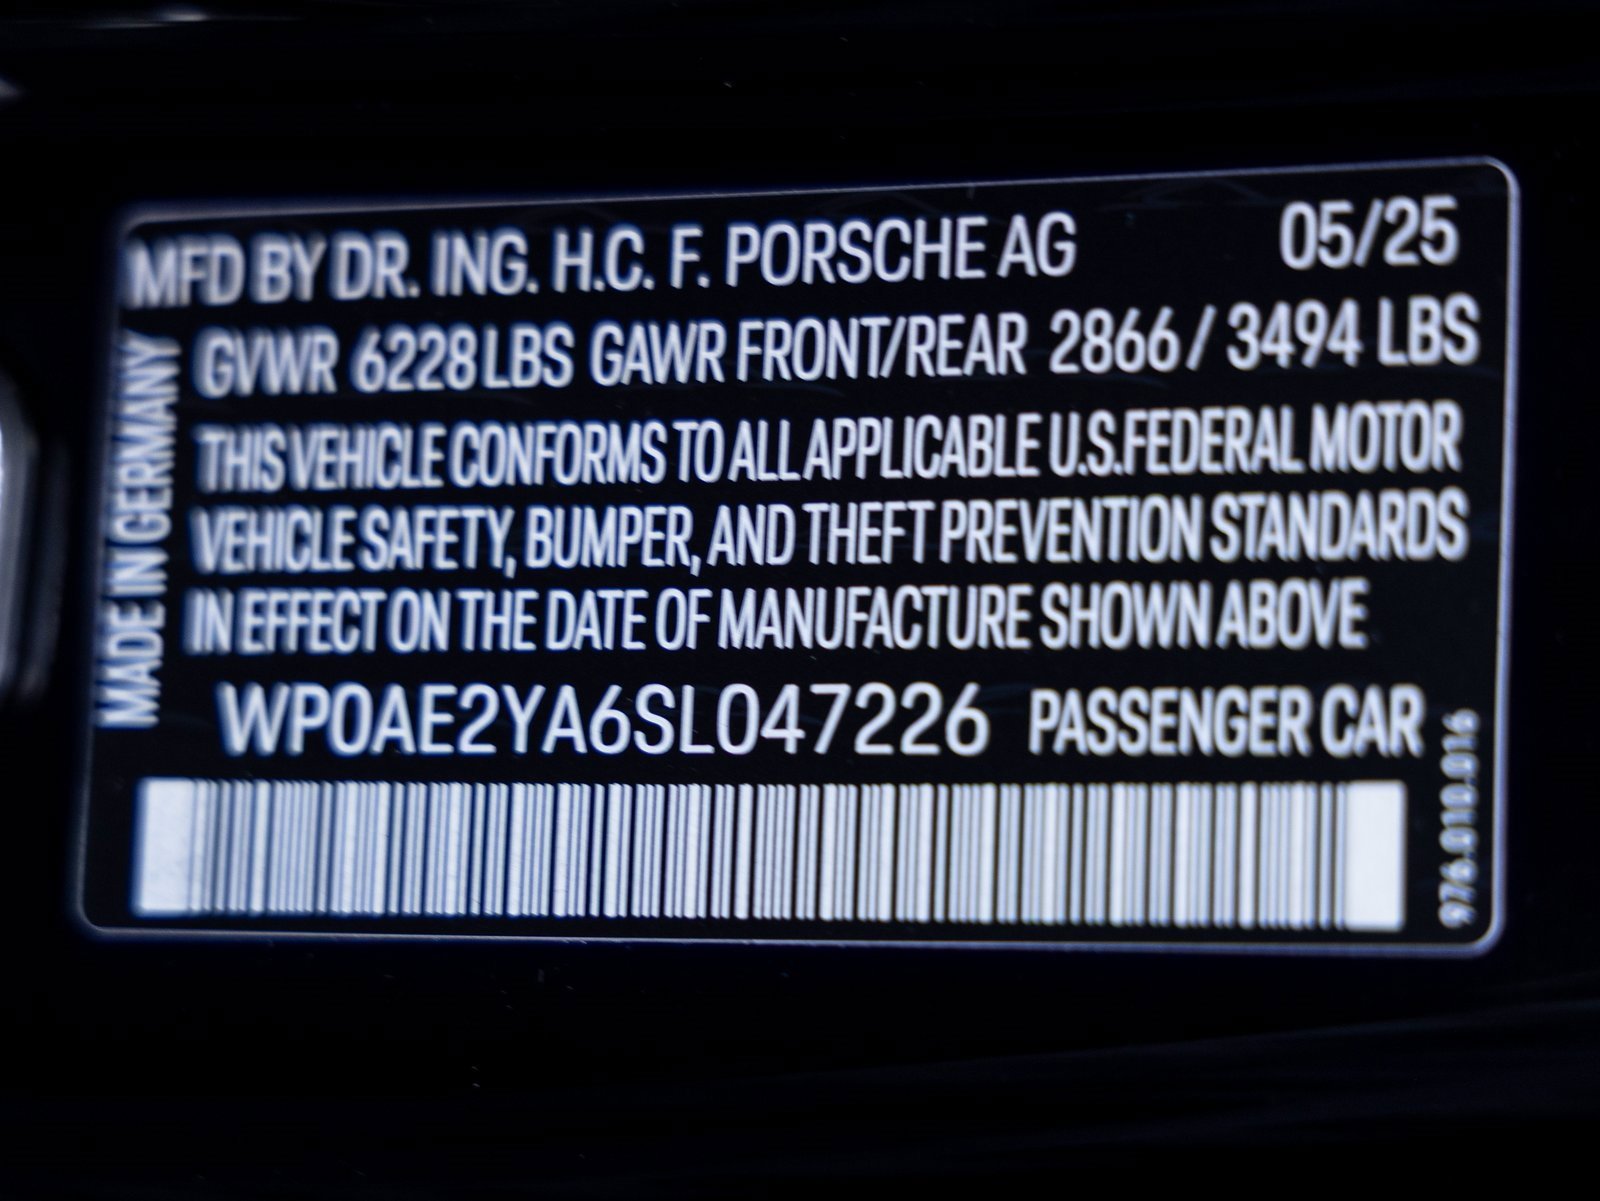 MFD BY DR. ING. H.C. F. PORSCHE AG 05/25
GVWR 6228LBS GAWR FRONT/REAR 2866 / 3494 LBS
THIS VEHICLE CONFORMS TO ALL APPLICABLE U.S.FEDERAL MOTOR
VEHICLE SAFETY, BUMPER, AND THEFT PREVENTION STANDARDS
IN EFFECT ON THE DATE OF MANUFACTURE SHOWN ABOVE
WP0AE2YA6SL047226 PASSENGER CAR
MADE IN GERMANY
976.010.016